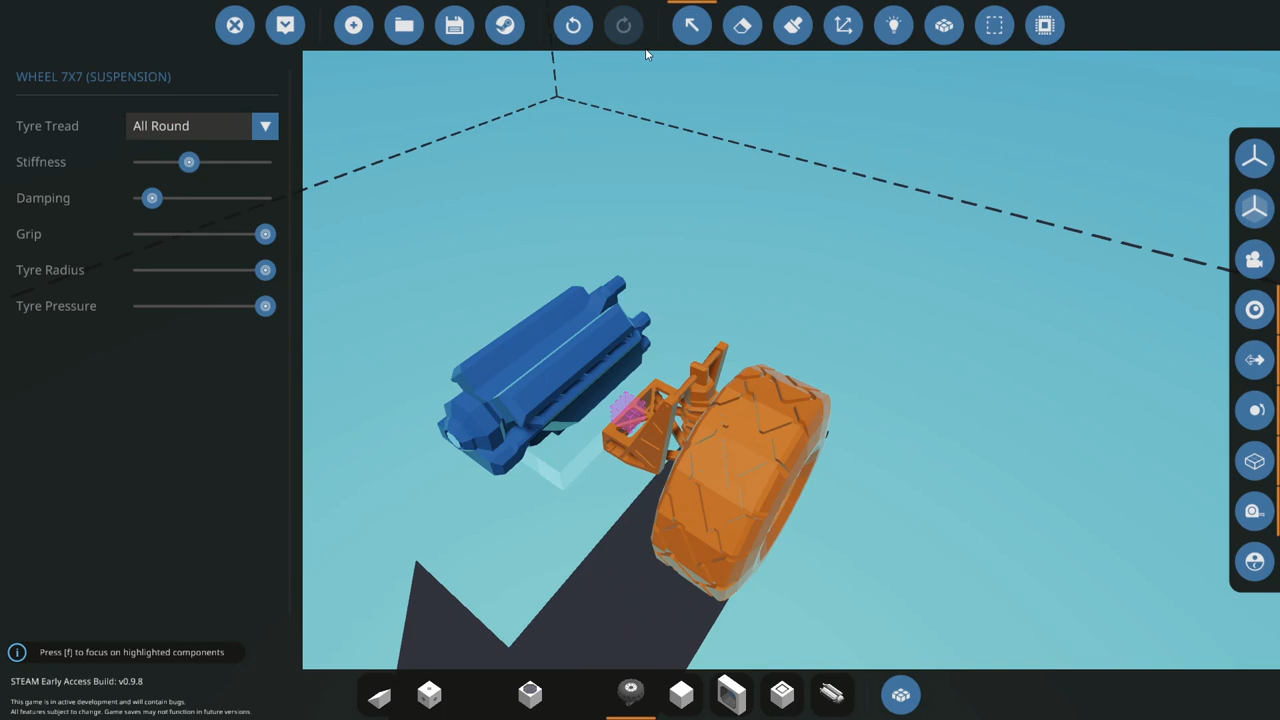 WHEEL 7X7 (SUSPENSION)
Tyre Tread
All Round
Stiffness
Damping
Grip
Tyre Radius
Tyre Pressure
Press [f] to focus on highlighted components
STEAM Early Access Build: v0.9.8
This game is in active development and will contain bugs.
All features subject to change. Game saves may not function in future versions.